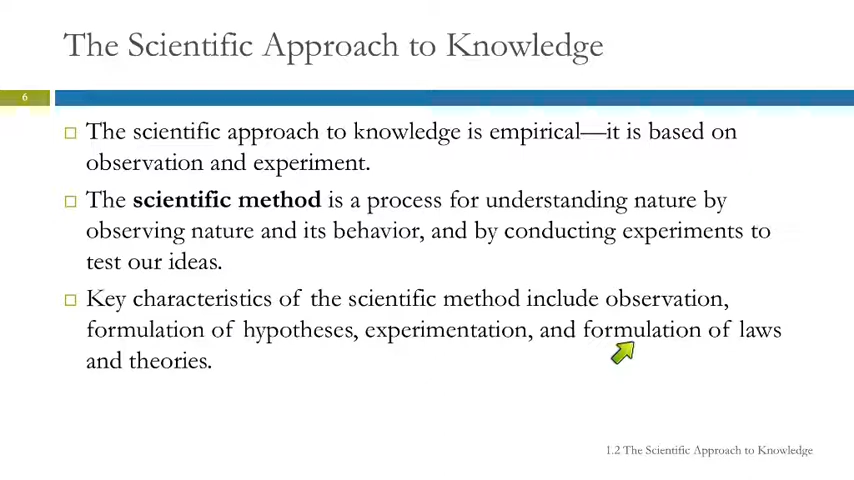 The Scientific Approach to Knowledge
6
The scientific approach to knowledge is empirical—it is based on
observation and experiment.
The scientific method is a process for understanding nature by
observing nature and its behavior, and by conducting experiments to
test our ideas.
Key characteristics of the scientific method include observation,
formulation of hypotheses, experimentation, and formulation of laws
and theories.
1.2 The Scientific Approach to Knowledge